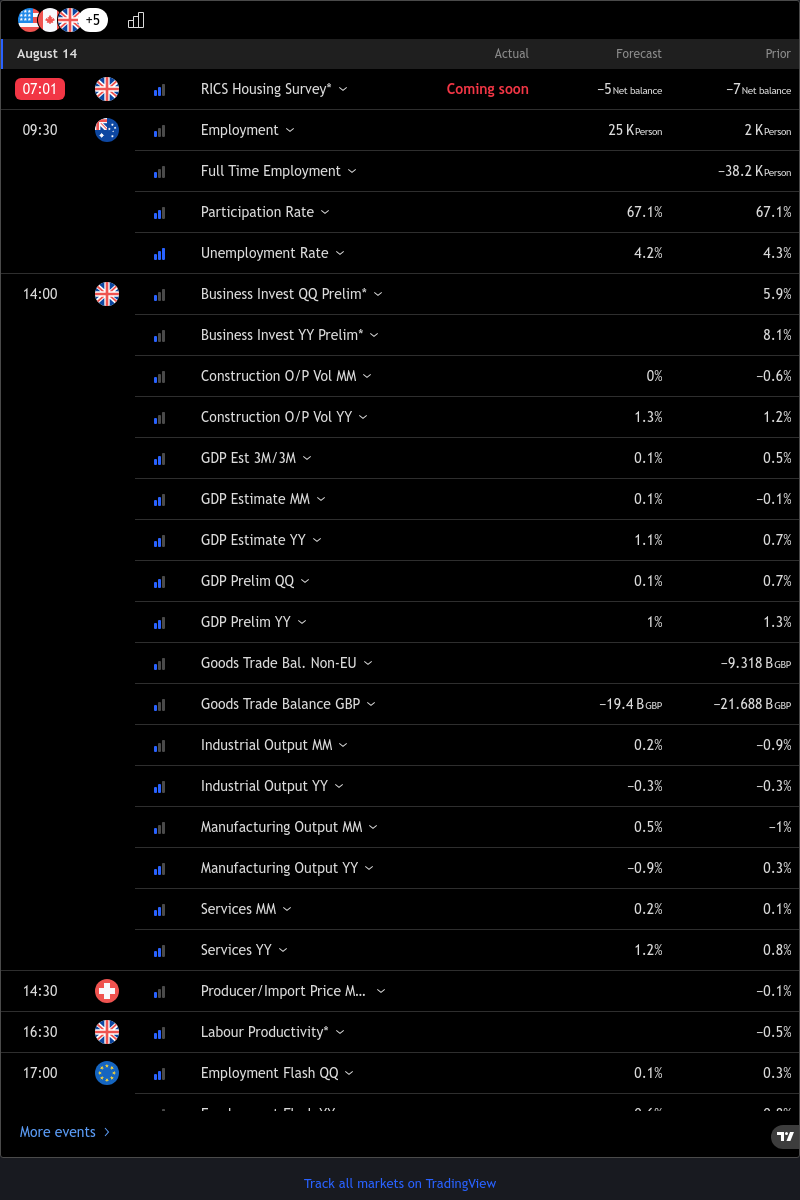 +5
August 14 Actual Forecast Prior
07:01 RICS Housing Survey* Coming soon −5 Net balance −7 Net balance
09:30 Employment 25 K Person 2 K Person
Full Time Employment −38.2 K Person
Participation Rate 67.1% 67.1%
Unemployment Rate 4.2% 4.3%
14:00 Business Invest QQ Prelim* 5.9%
Business Invest YY Prelim* 8.1%
Construction O/P Vol MM 0% −0.6%
Construction O/P Vol YY 1.3% 1.2%
GDP Est 3M/3M 0.1% 0.5%
GDP Estimate MM 0.1% −0.1%
GDP Estimate YY 1.1% 0.7%
GDP Prelim QQ 0.1% 0.7%
GDP Prelim YY 1% 1.3%
Goods Trade Bal. Non-EU −9.318 B GBP
Goods Trade Balance GBP −19.4 B GBP −21.688 B GBP
Industrial Output MM 0.2% −0.9%
Industrial Output YY −0.3% −0.3%
Manufacturing Output MM 0.5% −1%
Manufacturing Output YY −0.9% 0.3%
Services MM 0.2% 0.1%
Services YY 1.2% 0.8%
14:30 Producer/Import Price M... −0.1%
16:30 Labour Productivity* −0.5%
17:00 Employment Flash QQ 0.1% 0.3%
More events
Track all markets on TradingView